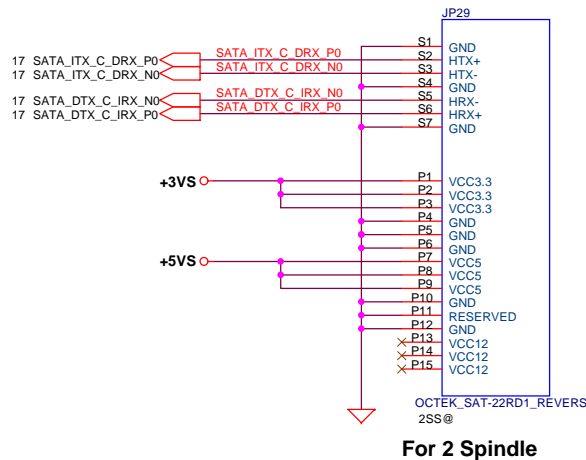 JP29
S1 GND
17 SATA_ITX_C_DRX_P0 SATA_ITX_C_DRX_P0 S2 HTX+
17 SATA_ITX_C_DRX_N0 SATA_ITX_C_DRX_N0 S3 HTX-
S4 GND
17 SATA_DTX_C_IRX_N0 SATA_DTX_C_IRX_N0 S5 HRX-
17 SATA_DTX_C_IRX_P0 SATA_DTX_C_IRX_P0 S6 HRX+
S7 GND
+3VS P1 VCC3.3
P2 VCC3.3
P3 VCC3.3
P4 GND
P5 GND
P6 GND
+5VS P7 VCC5
P8 VCC5
P9 VCC5
P10 GND
P11 RESERVED
P12 GND
P13 VCC12
P14 VCC12
P15 VCC12
OCTEK_SAT-22RD1_REVERS
2SS@
For 2 Spindle